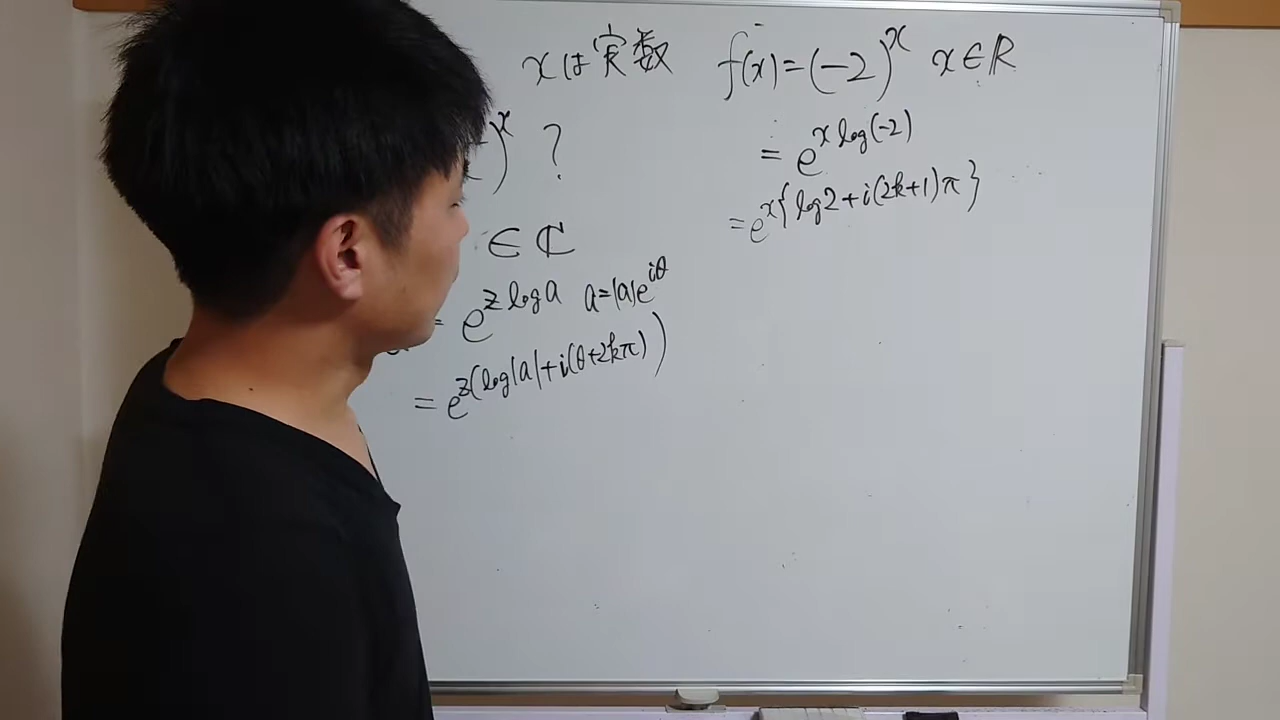 xは実数
)^x ?
∈ ℂ
= e^{z log a} a=|a|e^{iθ}
= e^{z(log|a|+i(θ+2kπ))}
f(x)=(-2)^x x∈ℝ
= e^{x log(-2)}
= e^{x{log2+i(2k+1)π}}